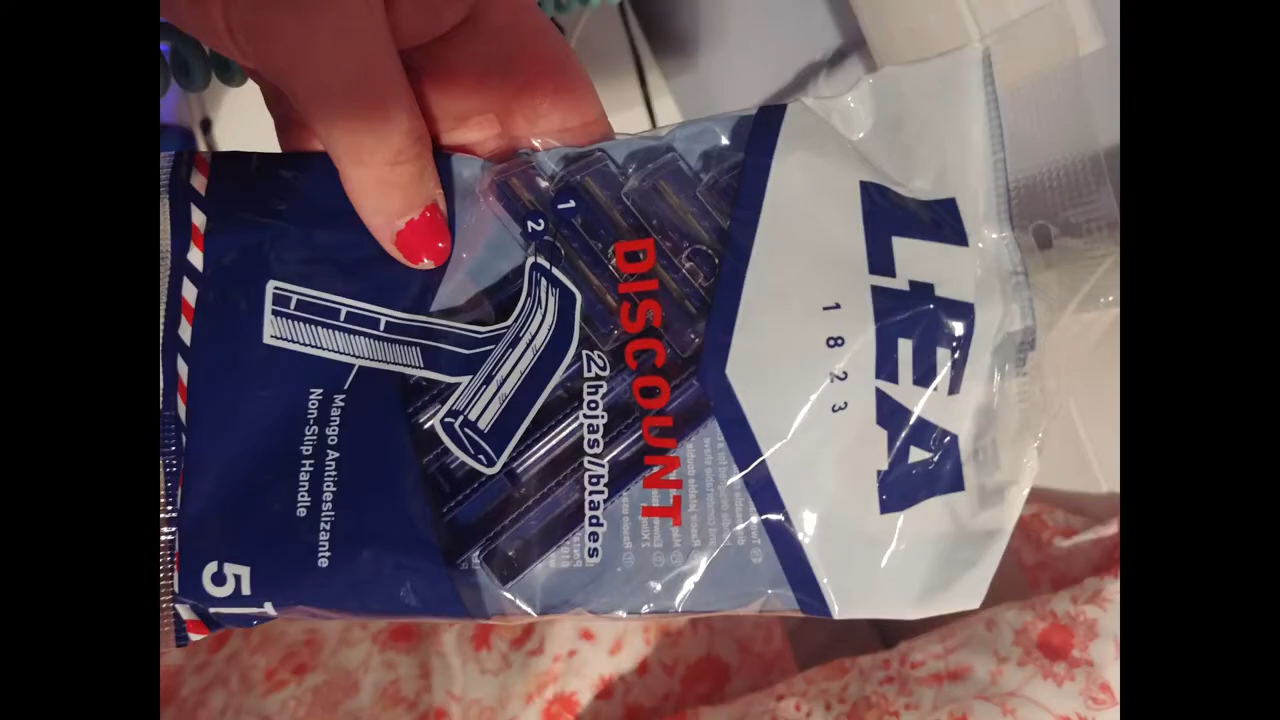 LEA
1823
DISCOUNT
2 hojas/blades
1
2
Mango Antideslizante
Non-Slip Handle
5